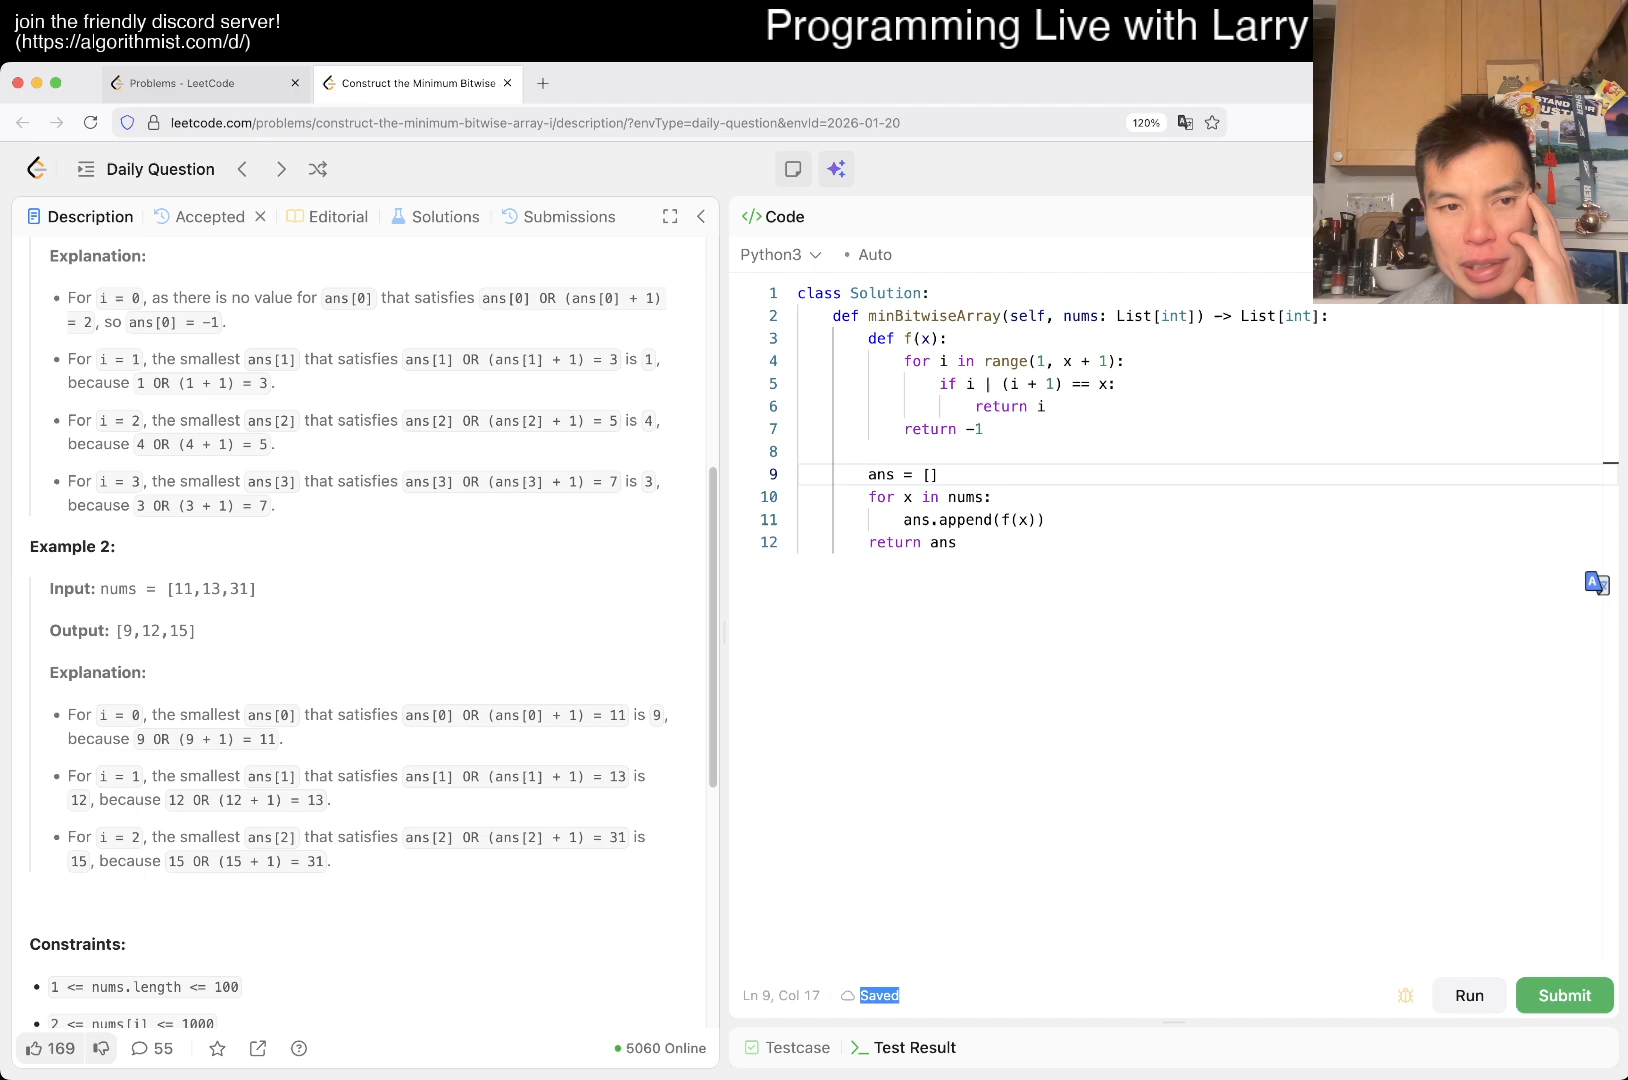 join the friendly discord server!
(https://algorithmist.com/d/)
Programming Live with Larry
Problems - LeetCode
Construct the Minimum Bitwise
leetcode.com/problems/construct-the-minimum-bitwise-array-i/description/?envType=daily-question&envId=2026-01-20
120%
Daily Question
Description
Accepted
Editorial
Solutions
Submissions
Explanation:
• For i = 0, as there is no value for ans[0] that satisfies ans[0] OR (ans[0] + 1)
= 2, so ans[0] = -1.
• For i = 1, the smallest ans[1] that satisfies ans[1] OR (ans[1] + 1) = 3 is 1,
because 1 OR (1 + 1) = 3.
• For i = 2, the smallest ans[2] that satisfies ans[2] OR (ans[2] + 1) = 5 is 4,
because 4 OR (4 + 1) = 5.
• For i = 3, the smallest ans[3] that satisfies ans[3] OR (ans[3] + 1) = 7 is 3,
because 3 OR (3 + 1) = 7.
Example 2:
Input: nums = [11,13,31]
Output: [9,12,15]
Explanation:
• For i = 0, the smallest ans[0] that satisfies ans[0] OR (ans[0] + 1) = 11 is 9,
because 9 OR (9 + 1) = 11.
• For i = 1, the smallest ans[1] that satisfies ans[1] OR (ans[1] + 1) = 13 is
12, because 12 OR (12 + 1) = 13.
• For i = 2, the smallest ans[2] that satisfies ans[2] OR (ans[2] + 1) = 31 is
15, because 15 OR (15 + 1) = 31.
Constraints:
• 1 <= nums.length <= 100
• 2 <= nums[i] <= 1000
169
55
5060 Online
</> Code
Python3
• Auto
1 class Solution:
2 def minBitwiseArray(self, nums: List[int]) -> List[int]:
3 def f(x):
4 for i in range(1, x + 1):
5 if i | (i + 1) == x:
6 return i
7 return -1
8
9 ans = []
10 for x in nums:
11 ans.append(f(x))
12 return ans
Ln 9, Col 17
Saved
Run
Submit
Testcase
Test Result